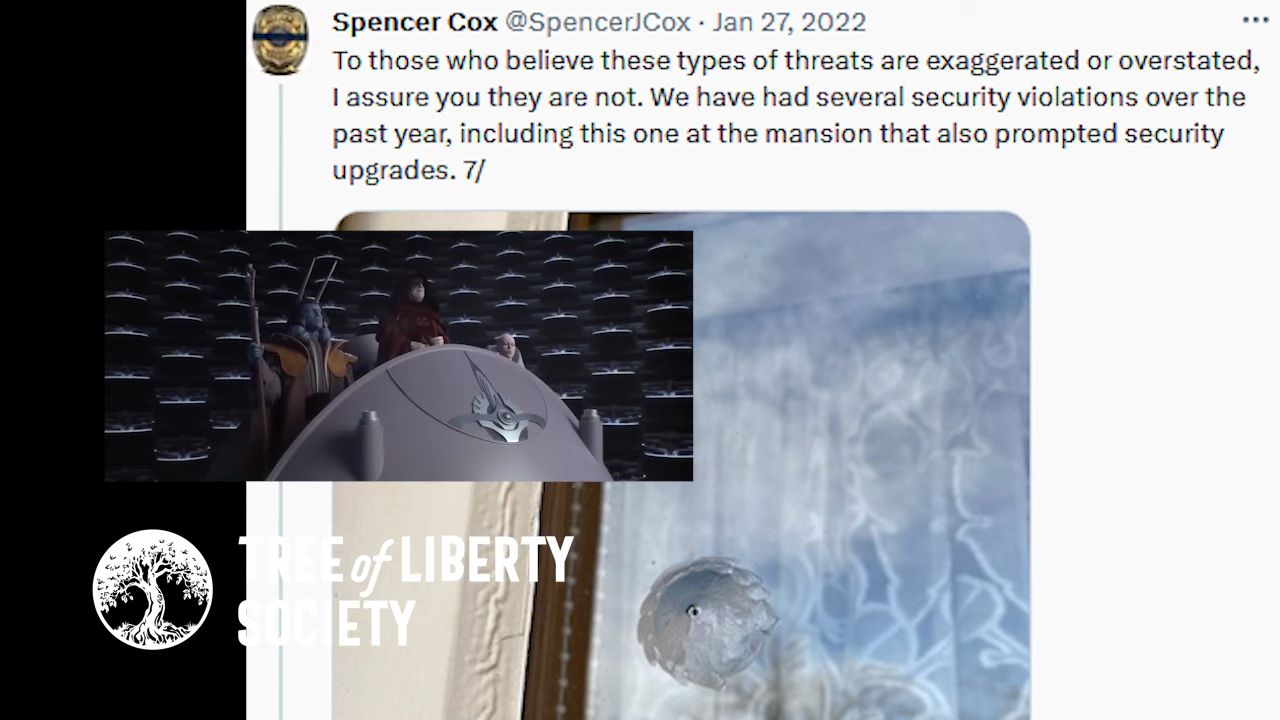 Spencer Cox @SpencerJCox · Jan 27, 2022
To those who believe these types of threats are exaggerated or overstated,
I assure you they are not. We have had several security violations over the
past year, including this one at the mansion that also prompted security
upgrades. 7/
TREE of LIBERTY
SOCIETY